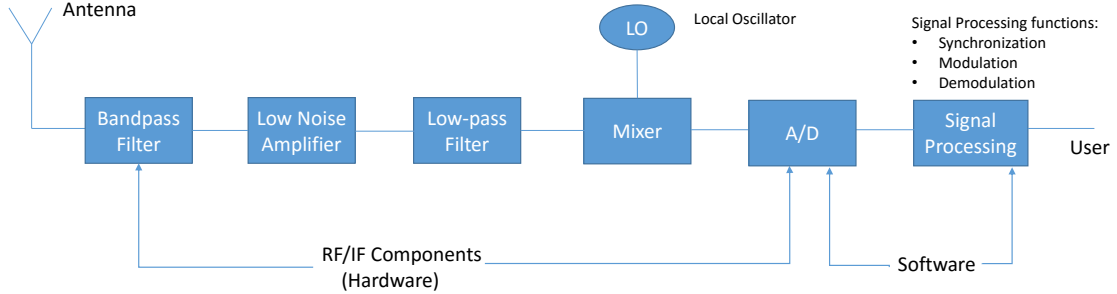 Antenna
LO
Local Oscillator
Signal Processing functions:
• Synchronization
• Modulation
• Demodulation
Bandpass
Filter
Low Noise
Amplifier
Low-pass
Filter
Mixer
A/D
Signal
Processing
User
RF/IF Components
(Hardware)
Software